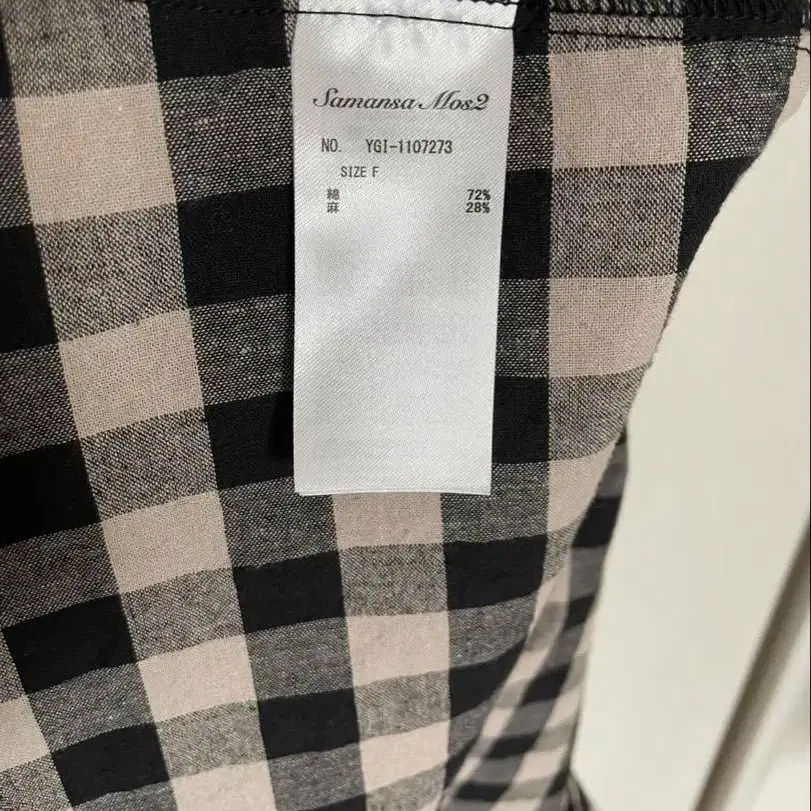 Samansa Mos2
NO. YGI-1107273
SIZE F
綿 72%
麻 28%